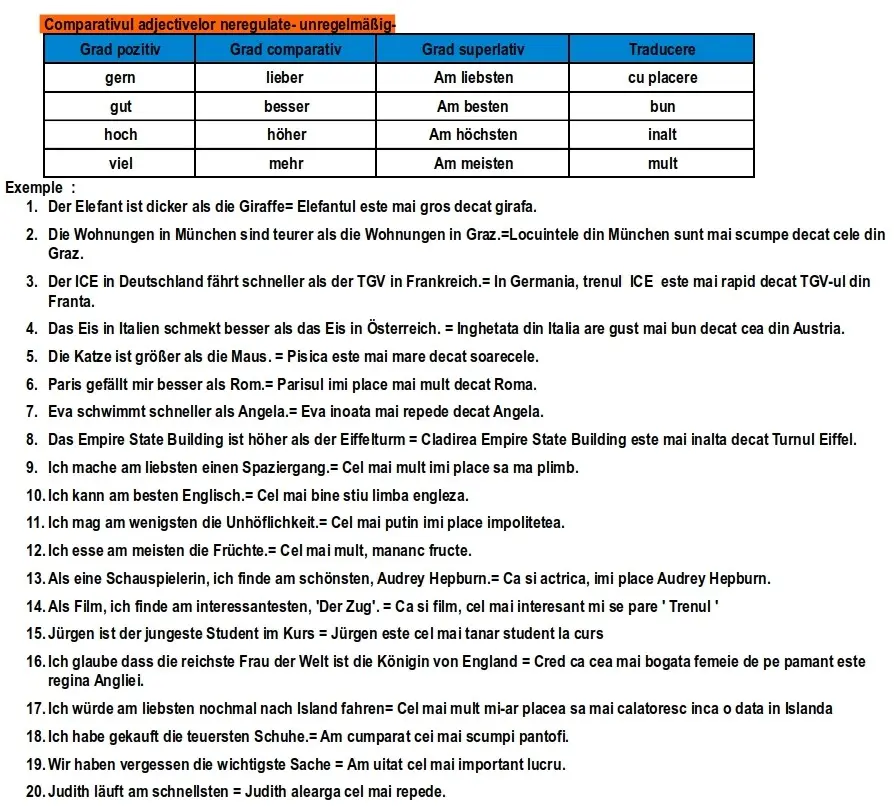 Comparativul adjectivelor neregulate- unregelmäßig-
Grad pozitiv Grad comparativ Grad superlativ Traducere
gern lieber Am liebsten cu placere
gut besser Am besten bun
hoch höher Am höchsten inalt
viel mehr Am meisten mult
Exemple :
1. Der Elefant ist dicker als die Giraffe= Elefantul este mai gros decat girafa.
2. Die Wohnungen in München sind teurer als die Wohnungen in Graz.=Locuintele din München sunt mai scumpe decat cele din
Graz.
3. Der ICE in Deutschland fährt schneller als der TGV in Frankreich.= In Germania, trenul ICE este mai rapid decat TGV-ul din
Franta.
4. Das Eis in Italien schmekt besser als das Eis in Österreich. = Inghetata din Italia are gust mai bun decat cea din Austria.
5. Die Katze ist größer als die Maus. = Pisica este mai mare decat soarecele.
6. Paris gefällt mir besser als Rom.= Parisul imi place mai mult decat Roma.
7. Eva schwimmt schneller als Angela.= Eva inoata mai repede decat Angela.
8. Das Empire State Building ist höher als der Eiffelturm = Cladirea Empire State Building este mai inalta decat Turnul Eiffel.
9. Ich mache am liebsten einen Spaziergang.= Cel mai mult imi place sa ma plimb.
10. Ich kann am besten Englisch.= Cel mai bine stiu limba engleza.
11. Ich mag am wenigsten die Unhöflichkeit.= Cel mai putin imi place impolitetea.
12. Ich esse am meisten die Früchte.= Cel mai mult, mananc fructe.
13. Als eine Schauspielerin, ich finde am schönsten, Audrey Hepburn.= Ca si actrica, imi place Audrey Hepburn.
14. Als Film, ich finde am interessantesten, 'Der Zug'. = Ca si film, cel mai interesant mi se pare ' Trenul '
15. Jürgen ist der jungeste Student im Kurs = Jürgen este cel mai tanar student la curs
16. Ich glaube dass die reichste Frau der Welt ist die Königin von England = Cred ca cea mai bogata femeie de pe pamant este
regina Angliei.
17. Ich würde am liebsten nochmal nach Island fahren= Cel mai mult mi-ar placea sa mai calatoresc inca o data in Islanda
18. Ich habe gekauft die teuersten Schuhe.= Am cumparat cei mai scumpi pantofi.
19. Wir haben vergessen die wichtigste Sache = Am uitat cel mai important lucru.
20. Judith läuft am schnellsten = Judith alearga cel mai repede.